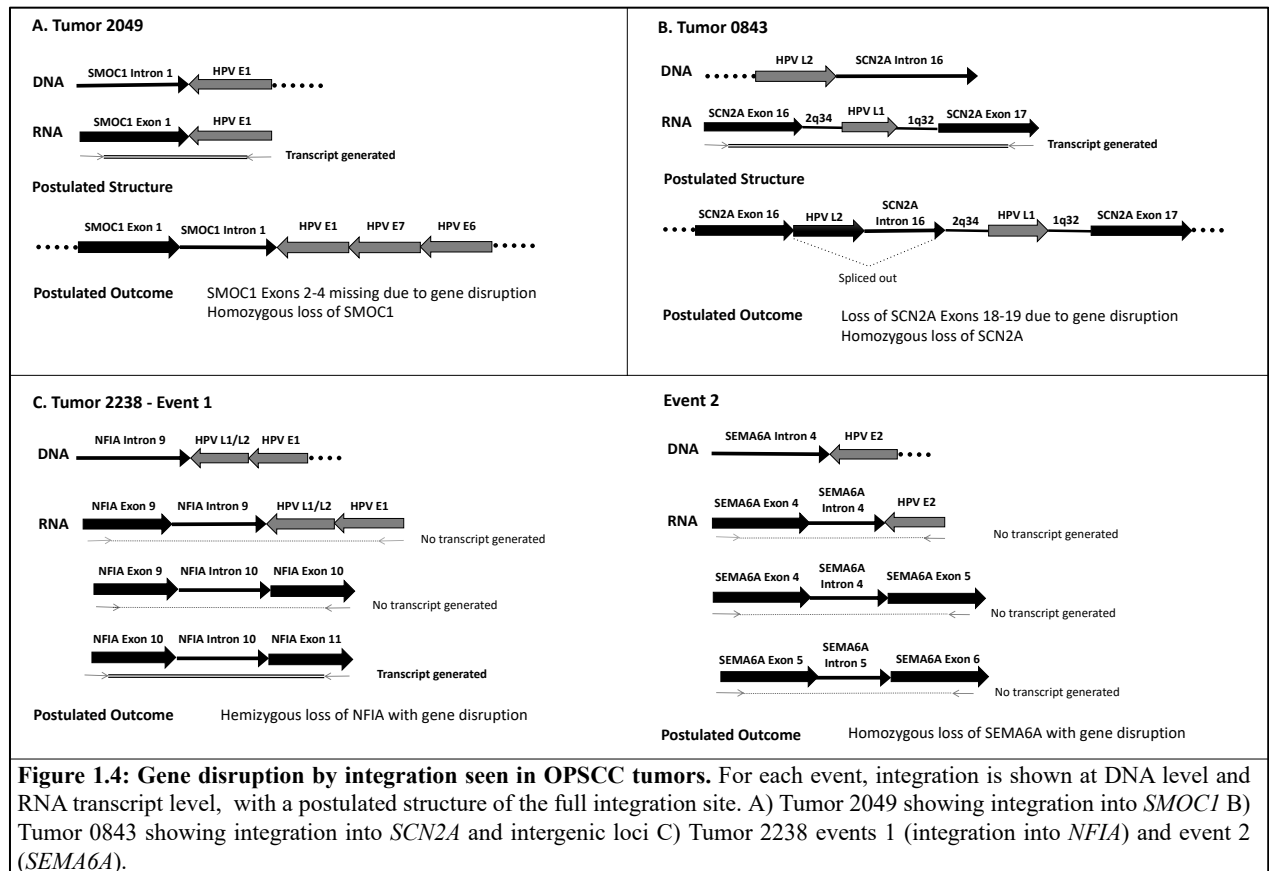 A. Tumor 2049
DNA
SMOC1 Intron 1
HPV E1
RNA
SMOC1 Exon 1
HPV E1
Transcript generated
Postulated Structure
SMOC1 Exon 1
SMOC1 Intron 1
HPV E1
HPV E7
HPV E6
Postulated Outcome
SMOC1 Exons 2-4 missing due to gene disruption
Homozygous loss of SMOC1
B. Tumor 0843
DNA
HPV L2
SCN2A Intron 16
RNA
SCN2A Exon 16
2q34
HPV L1
1q32
SCN2A Exon 17
Transcript generated
Postulated Structure
SCN2A Exon 16
HPV L2
SCN2A
Intron 16
2q34
HPV L1
1q32
SCN2A Exon 17
Spliced out
Postulated Outcome
Loss of SCN2A Exons 18-19 due to gene disruption
Homozygous loss of SCN2A
C. Tumor 2238 - Event 1
DNA
NFIA Intron 9
HPV L1/L2
HPV E1
RNA
NFIA Exon 9
NFIA Intron 9
HPV L1/L2
HPV E1
No transcript generated
NFIA Exon 9
NFIA Intron 10
NFIA Exon 10
No transcript generated
NFIA Exon 10
NFIA Intron 10
NFIA Exon 11
Transcript generated
Postulated Outcome
Hemizygous loss of NFIA with gene disruption
Event 2
DNA
SEMA6A Intron 4
HPV E2
RNA
SEMA6A Exon 4
SEMA6A
Intron 4
HPV E2
No transcript generated
SEMA6A Exon 4
SEMA6A
Intron 4
SEMA6A Exon 5
No transcript generated
SEMA6A Exon 5
SEMA6A
Intron 5
SEMA6A Exon 6
No transcript generated
Postulated Outcome
Homozygous loss of SEMA6A with gene disruption
Figure 1.4: Gene disruption by integration seen in OPSCC tumors. For each event, integration is shown at DNA level and
RNA transcript level, with a postulated structure of the full integration site. A) Tumor 2049 showing integration into SMOC1 B)
Tumor 0843 showing integration into SCN2A and intergenic loci C) Tumor 2238 events 1 (integration into NFIA) and event 2
(SEMA6A).